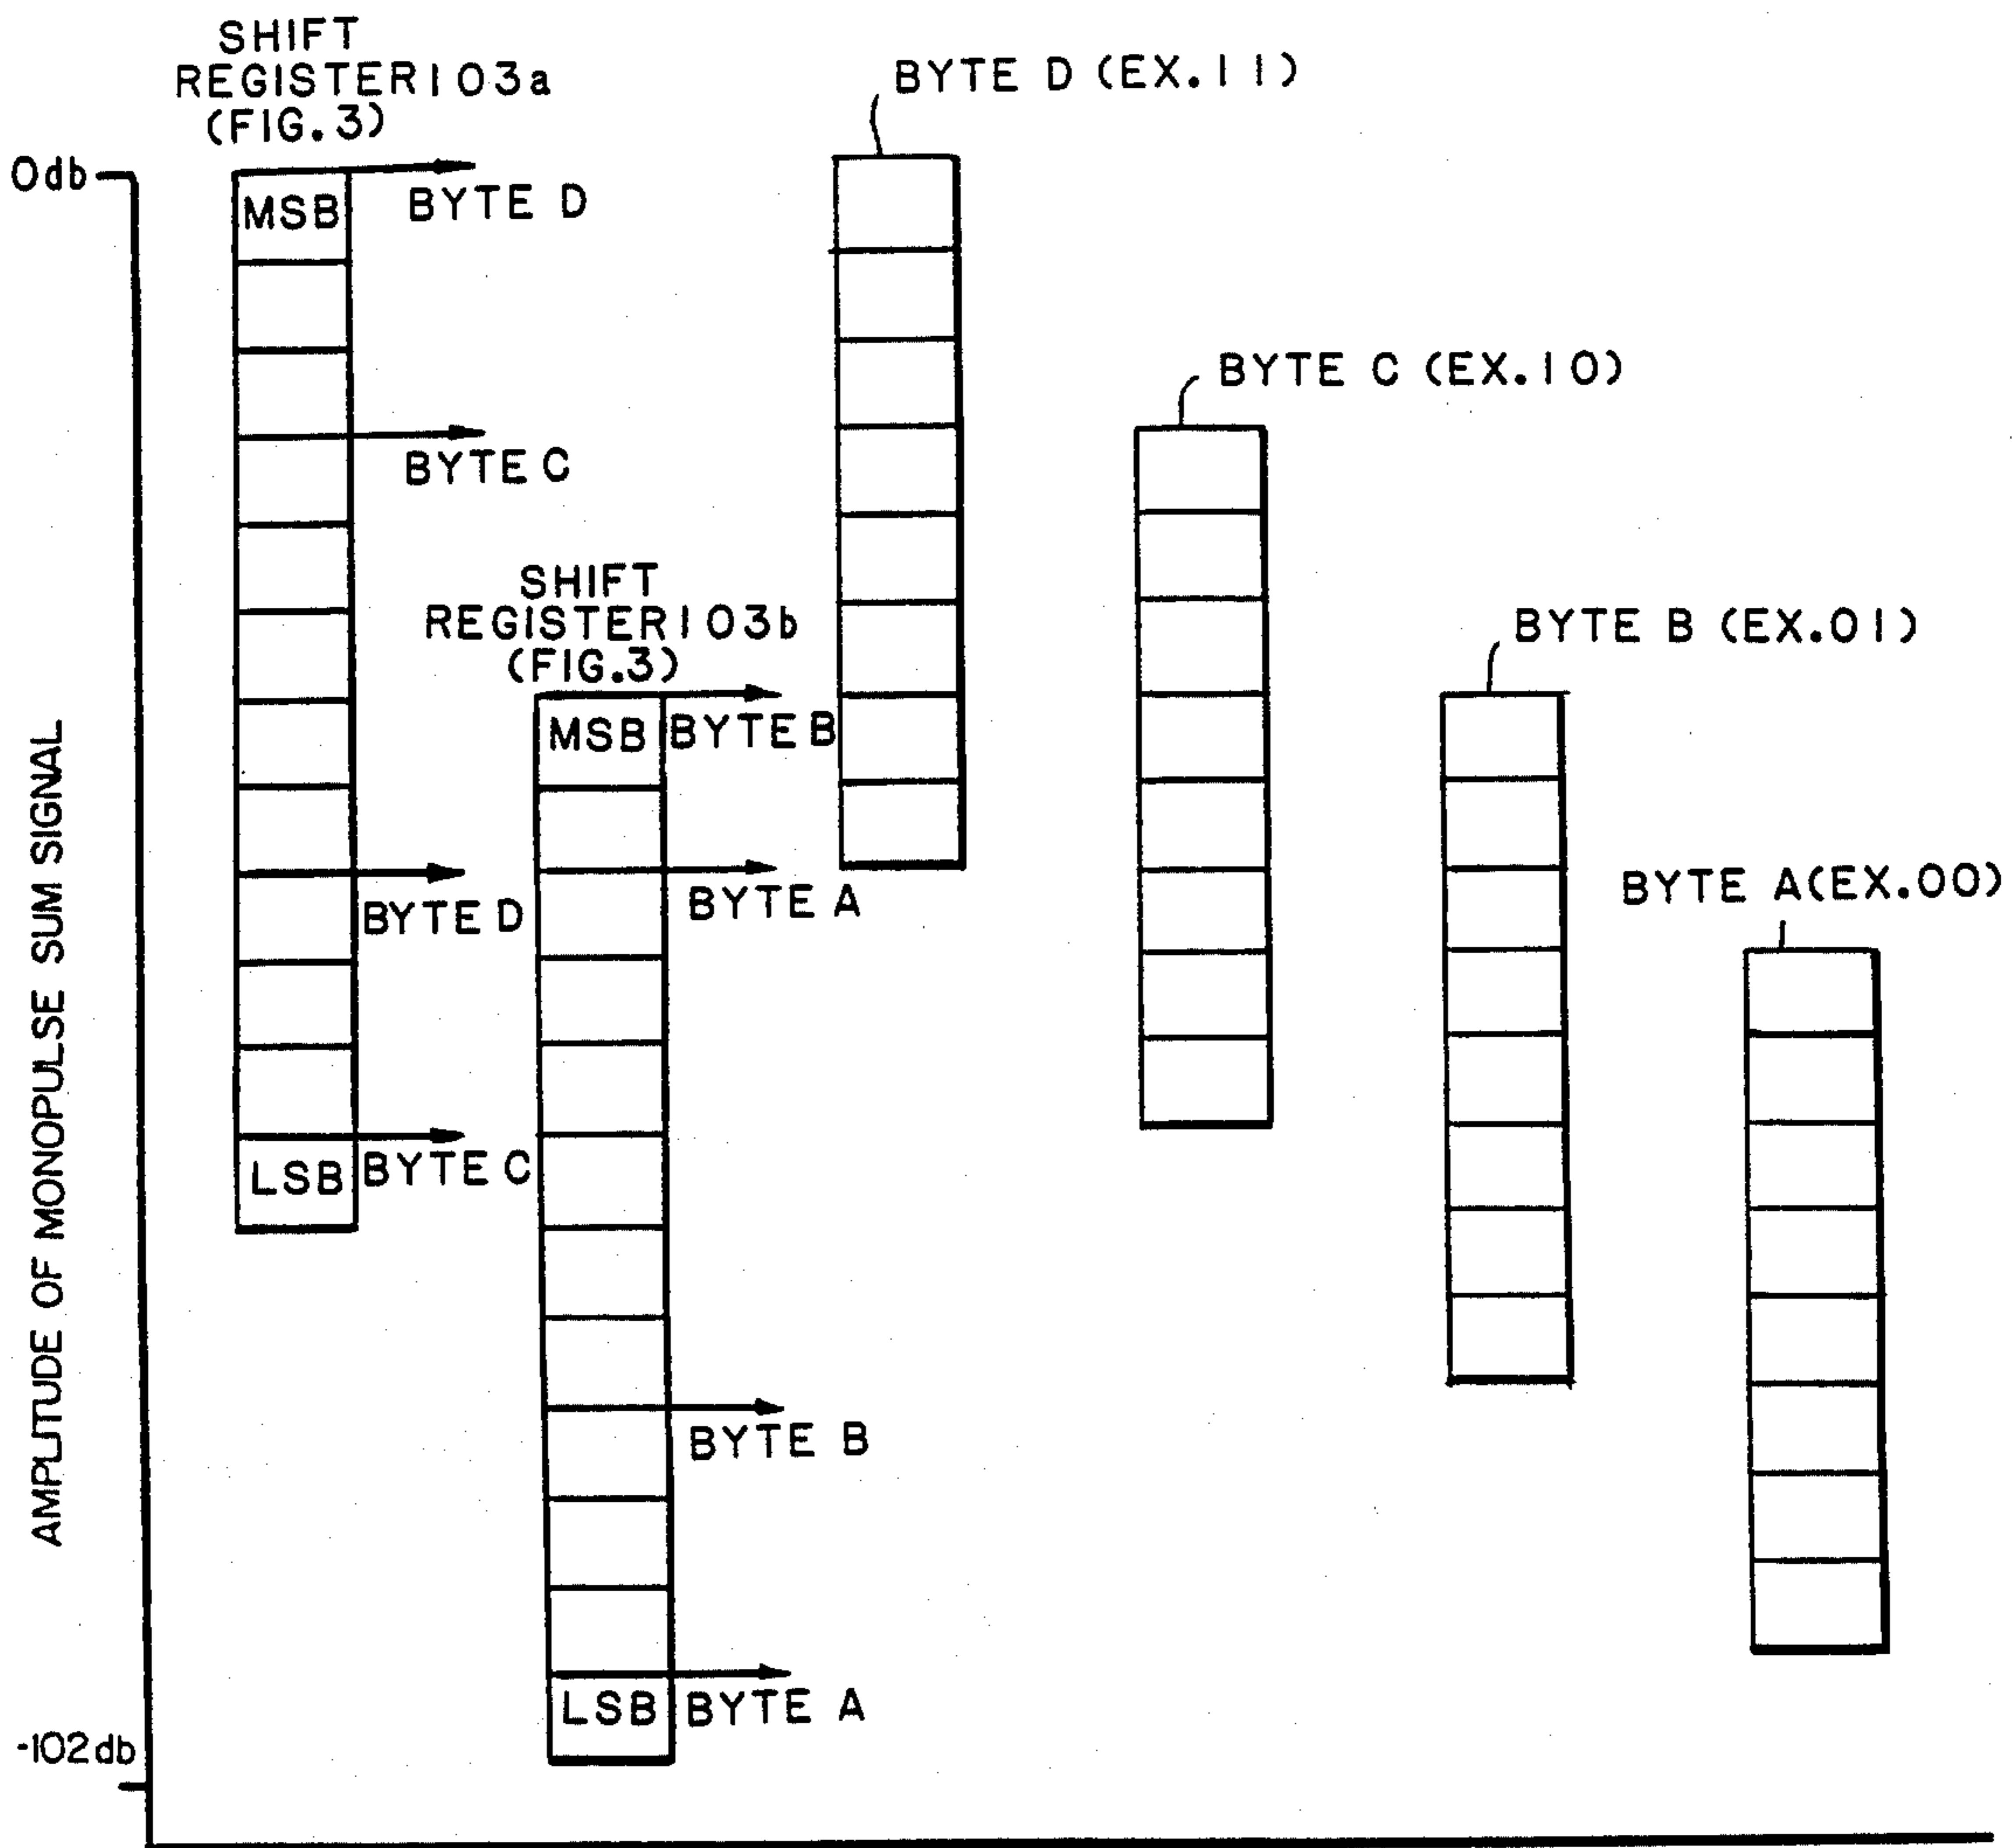 SHIFT
REGISTER 103a
(FIG. 3)
BYTE D (EX. 11)
0db
MSB
BYTE D
BYTE C (EX. 10)
BYTE C
SHIFT
REGISTER 103b
(FIG. 3)
BYTE B (EX. 01)
MSB
BYTE B
BYTE A (EX. 00)
BYTE D
BYTE A
AMPLITUDE OF MONOPULSE SUM SIGNAL
LSB
BYTE C
BYTE B
LSB
BYTE A
-102db